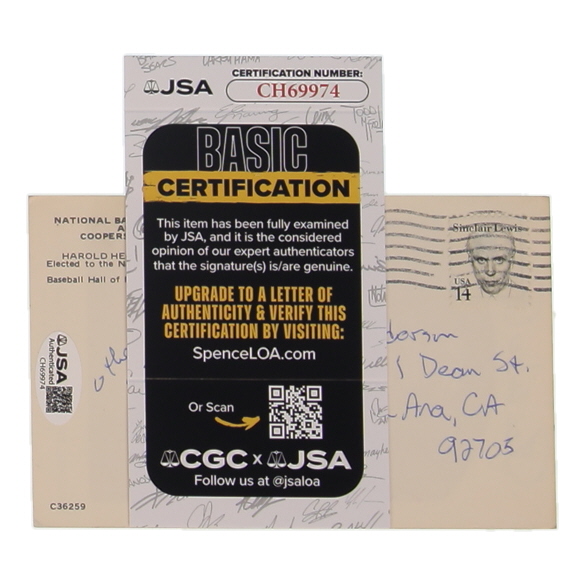 JSA
CERTIFICATION NUMBER:
CH69974
BASIC
CERTIFICATION
This item has been fully examined
by JSA, and it is the considered
opinion of our expert authenticators
that the signature(s) is/are genuine.
UPGRADE TO A LETTER OF
AUTHENTICITY & VERIFY THIS
CERTIFICATION BY VISITING:
SpenceLOA.com
Or Scan
CGC x JSA
Follow us at @jsaloa
NATIONAL BA
COOPERS
HAROLD HE
Elected to the N
Baseball Hall of
JSA
Authenticated
CH69974
C36259
Sinclair Lewis
USA
14
Dean St.
Ana, CA
92705